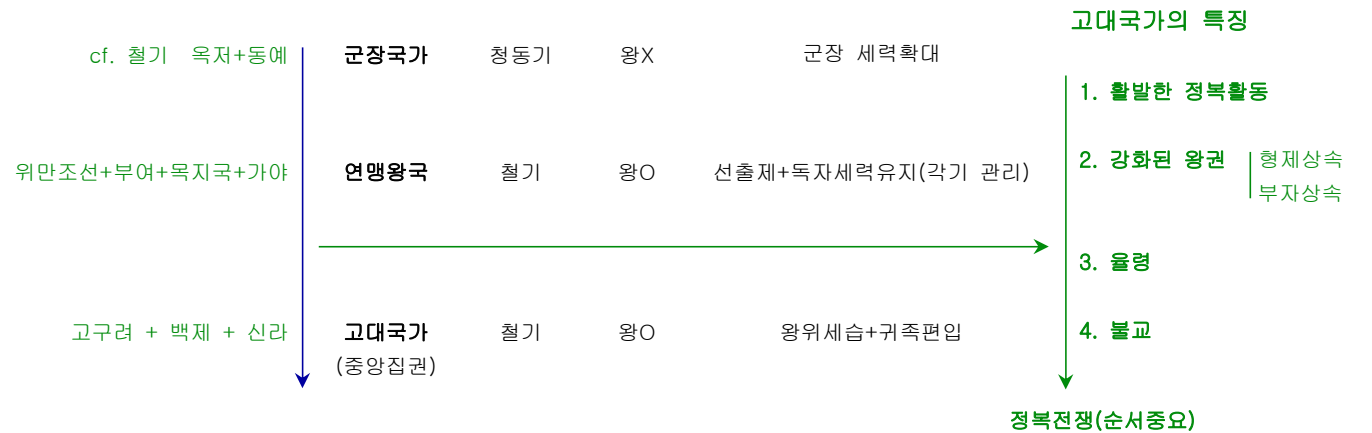 고대국가의 특징
cf. 철기 옥저+동예 군장국가 청동기 왕X 군장 세력확대
1. 활발한 정복활동
위만조선+부여+목지국+가야 연맹왕국 철기 왕O 선출제+독자세력유지(각기 관리)
2. 강화된 왕권 형제상속
부자상속
3. 율령
고구려 + 백제 + 신라 고대국가 철기 왕O 왕위세습+귀족편입
(중앙집권)
4. 불교
정복전쟁(순서중요)